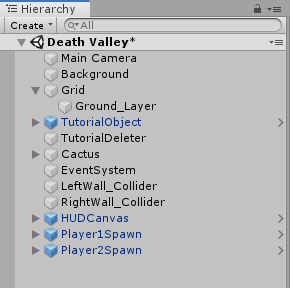 Hierarchy
Create All
Death Valley*
Main Camera
Background
Grid
Ground_Layer
TutorialObject
TutorialDeleter
Cactus
EventSystem
LeftWall_Collider
RightWall_Collider
HUDCanvas
Player1Spawn
Player2Spawn